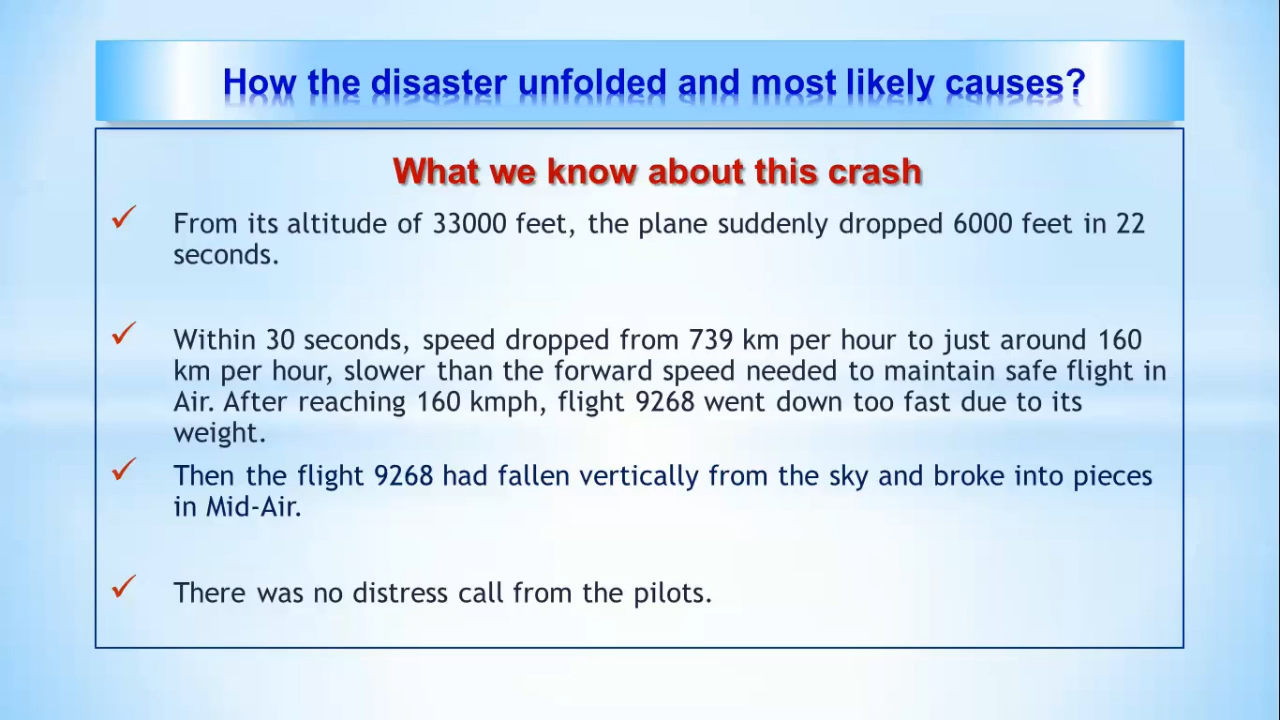 How the disaster unfolded and most likely causes?
What we know about this crash
From its altitude of 33000 feet, the plane suddenly dropped 6000 feet in 22
seconds.
Within 30 seconds, speed dropped from 739 km per hour to just around 160
km per hour, slower than the forward speed needed to maintain safe flight in
Air. After reaching 160 kmph, flight 9268 went down too fast due to its
weight.
Then the flight 9268 had fallen vertically from the sky and broke into pieces
in Mid-Air.
There was no distress call from the pilots.